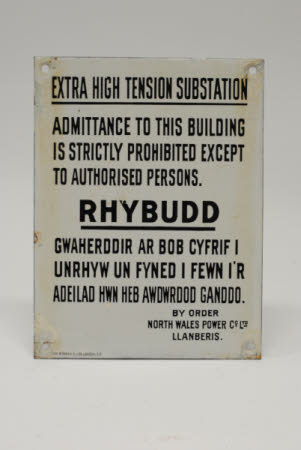 EXTRA HIGH TENSION SUBSTATION
ADMITTANCE TO THIS BUILDING
IS STRICTLY PROHIBITED EXCEPT
TO AUTHORISED PERSONS.
RHYBUDD
GWAHERDDIR AR BOB CYFRIF I
UNRHYW UN FYNED I FEWN I'R
ADEILAD HWN HEB AWDWRDOD GANDDO.
BY ORDER
NORTH WALES POWER Co LTD
LLANBERIS.